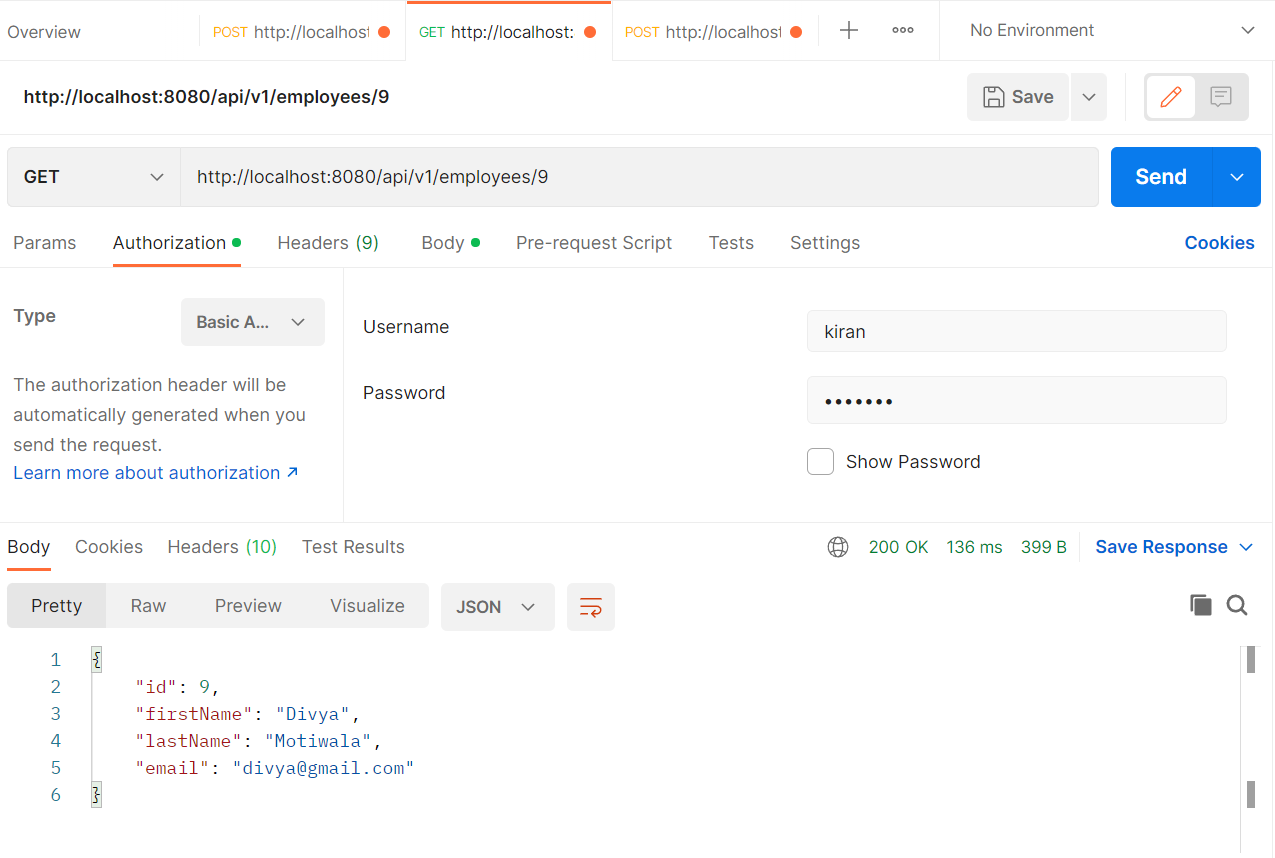 Overview POST http://localhost GET http://localhost: POST http://localhost No Environment
http://localhost:8080/api/v1/employees/9 Save
GET http://localhost:8080/api/v1/employees/9 Send
Params Authorization Headers (9) Body Pre-request Script Tests Settings Cookies
Type Basic A...
The authorization header will be
automatically generated when you
send the request.
Learn more about authorization ↗
Username kiran
Password •••••••
Show Password
Body Cookies Headers (10) Test Results 200 OK 136 ms 399 B Save Response
Pretty Raw Preview Visualize JSON
1 {
2 "id": 9,
3 "firstName": "Divya",
4 "lastName": "Motiwala",
5 "email": "divya@gmail.com"
6 }